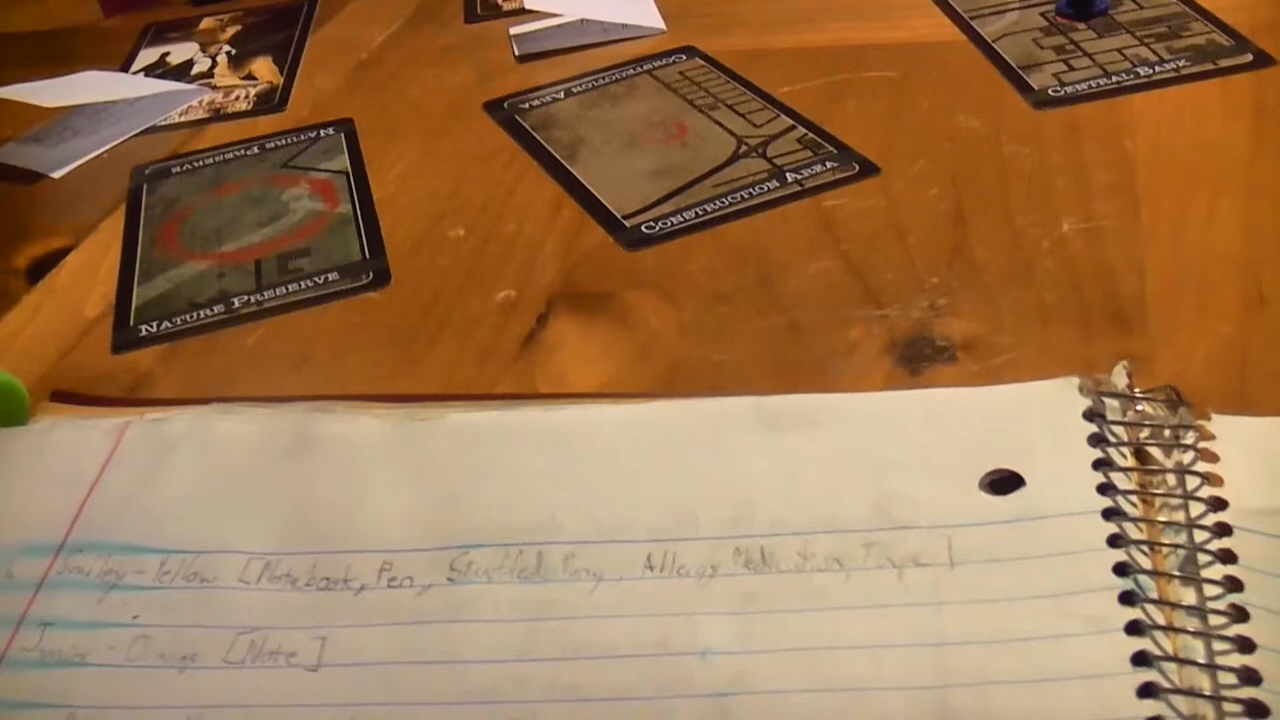 CENTRAL BANK
CONSTRUCTION AREA
CONSTRUCTION AREA
NATURE PRESERVE
NATURE PRESERVE
Smiley - Yellow [Notebook, Pen, Stuffed Pony, Allergy Medication, Tape]
Junior - Orange [Note]